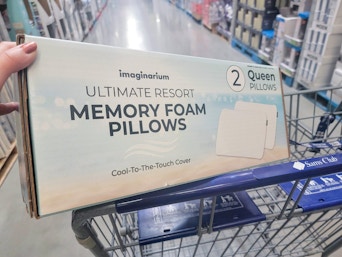 imaginarium
ULTIMATE RESORT
MEMORY FOAM
PILLOWS
Cool-To-The-Touch Cover
2 Queen
PILLOWS
Sam's Club